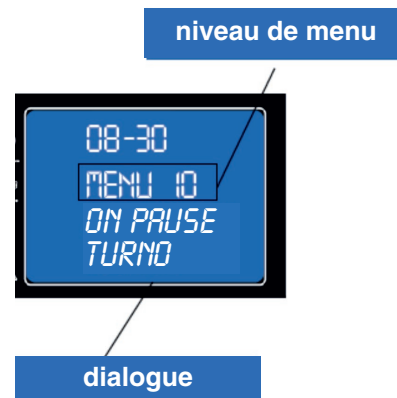 niveau de menu
08-30
MENU 10
ON PAUSE
TURNO
dialogue